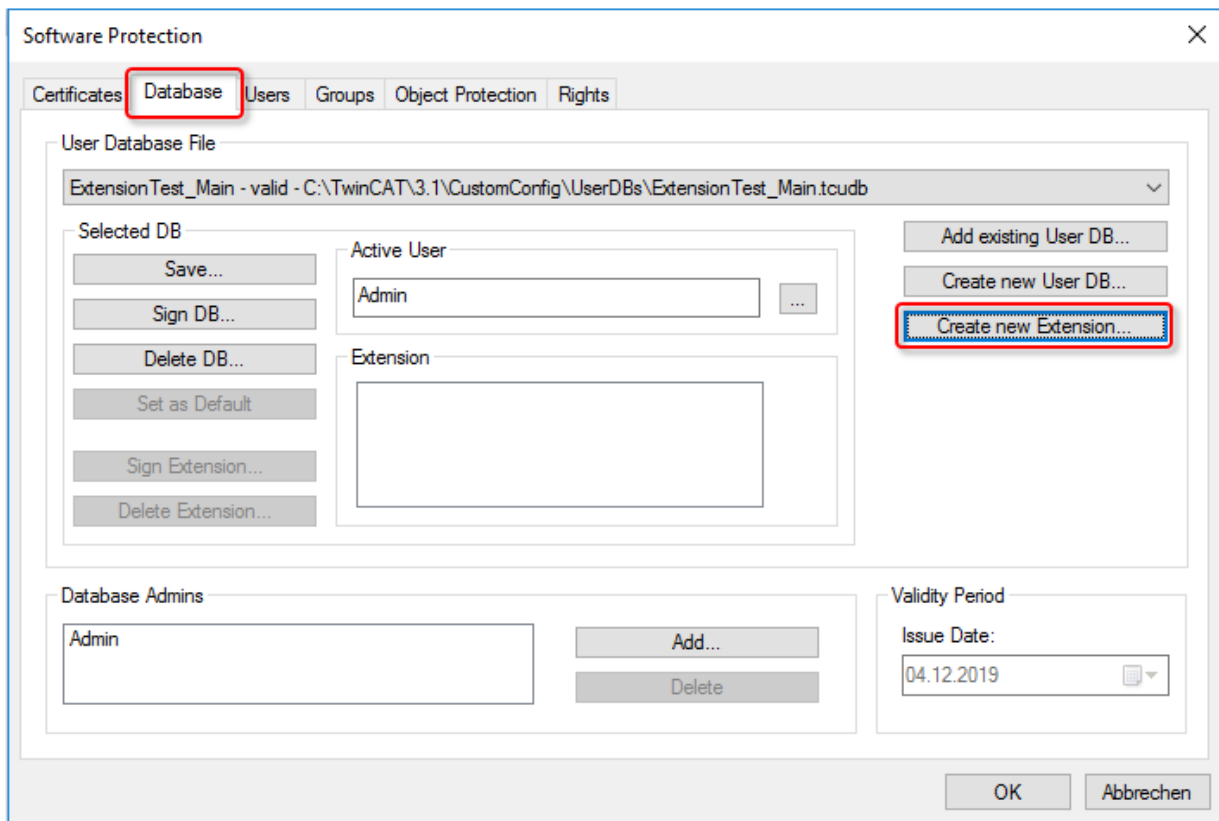 Software Protection
Certificates Database Users Groups Object Protection Rights
User Database File
ExtensionTest_Main - valid - C:\TwinCAT\3.1\CustomConfig\UserDBs\ExtensionTest_Main.tcudb
Selected DB
Save...
Sign DB...
Delete DB...
Set as Default
Sign Extension...
Delete Extension...
Active User
Admin
...
Extension
Add existing User DB...
Create new User DB...
Create new Extension...
Database Admins
Admin
Add...
Delete
Validity Period
Issue Date:
04.12.2019
OK Abbrechen